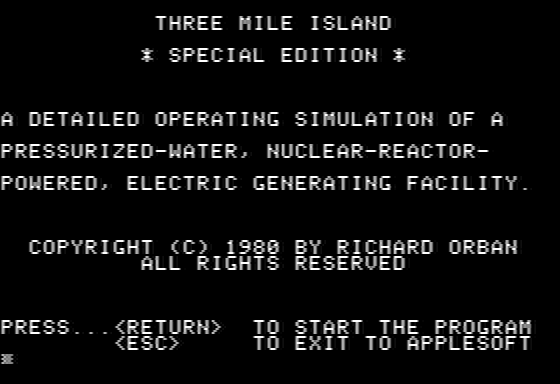 THREE MILE ISLAND
* SPECIAL EDITION *
A DETAILED OPERATING SIMULATION OF A
PRESSURIZED-WATER, NUCLEAR-REACTOR-
POWERED, ELECTRIC GENERATING FACILITY.
COPYRIGHT (C) 1980 BY RICHARD ORBAN
ALL RIGHTS RESERVED
PRESS...<RETURN> TO START THE PROGRAM
<ESC> TO EXIT TO APPLESOFT